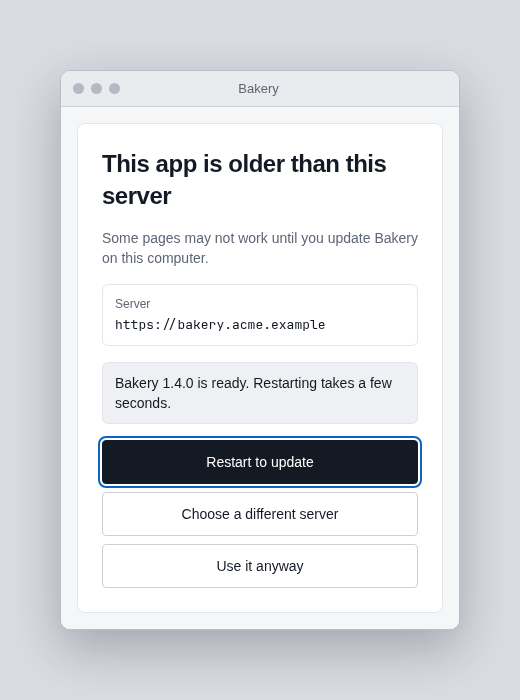 Bakery
This app is older than this
server
Some pages may not work until you update Bakery
on this computer.
Server
https://bakery.acme.example
Bakery 1.4.0 is ready. Restarting takes a few
seconds.
Restart to update
Choose a different server
Use it anyway